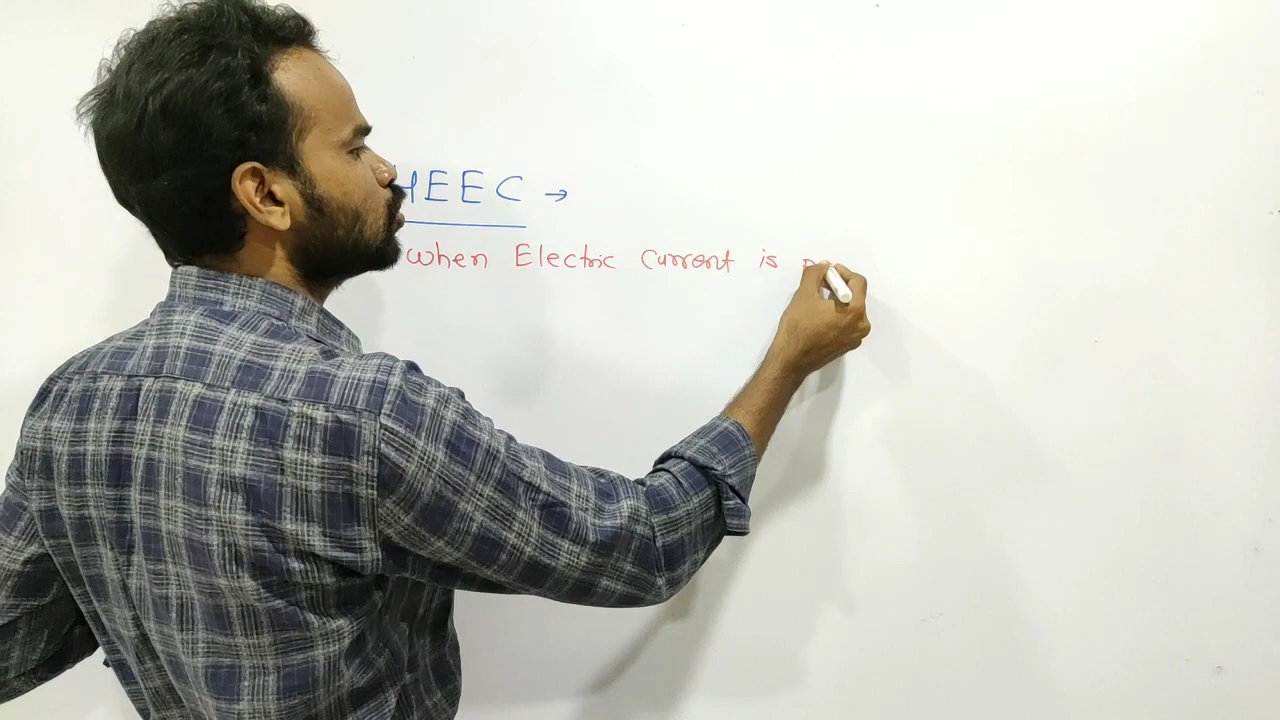 HEEC →
when Electric Current is